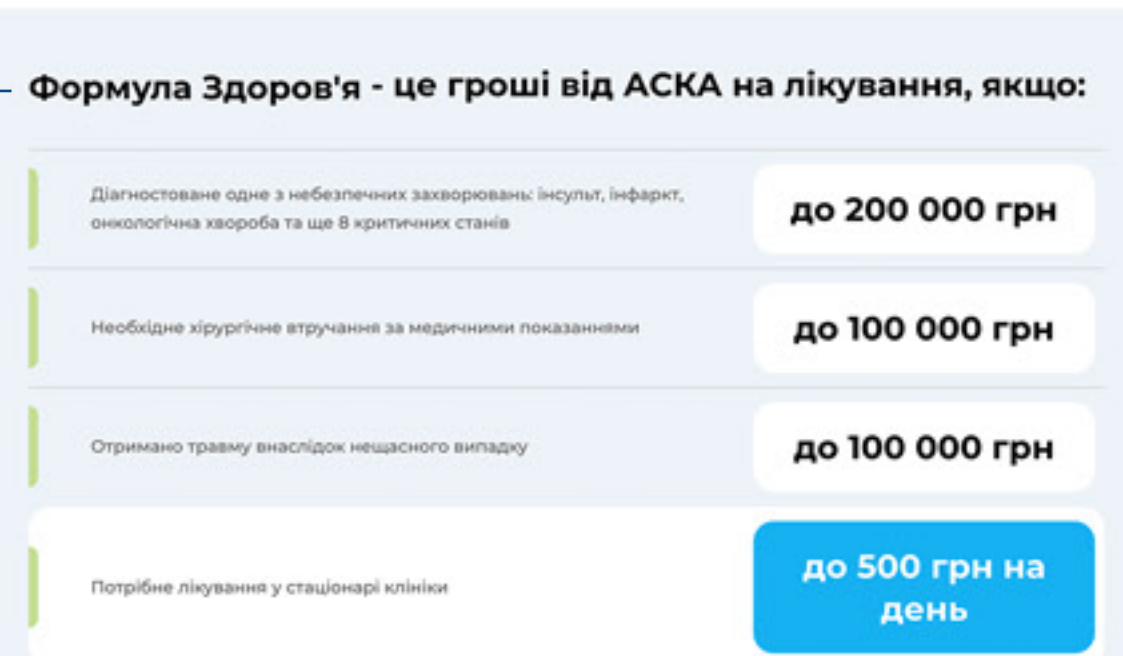 Формула Здоров'я - це гроші від АСКА на лікування, якщо:
Діагностоване одне з небезпечних захворювань: інсульт, інфаркт,
онкологічна хвороба та ще 8 критичних станів
до 200 000 грн
Необхідне хірургічне втручання за медичними показаннями
до 100 000 грн
Отримано травму внаслідок нещасного випадку
до 100 000 грн
Потрібне лікування у стаціонарі клініки
до 500 грн на
день